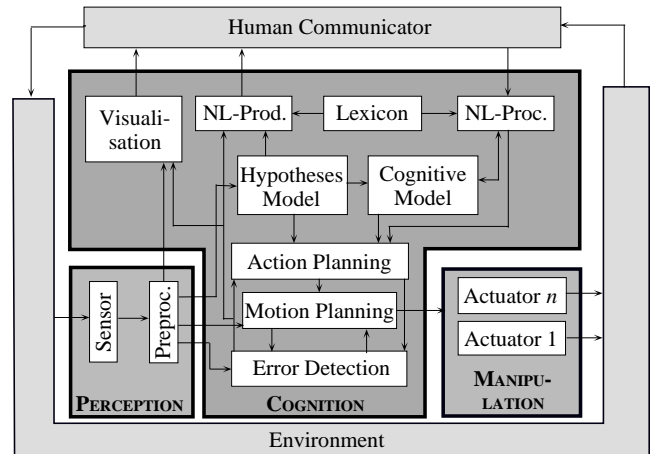 Human Communicator
Visuali-
sation
NL-Prod.
Lexicon
NL-Proc.
Hypotheses
Model
Cognitive
Model
Action Planning
Sensor
Preproc.
Motion Planning
Error Detection
Actuator n
Actuator 1
PERCEPTION
COGNITION
MANIPU-
LATION
Environment